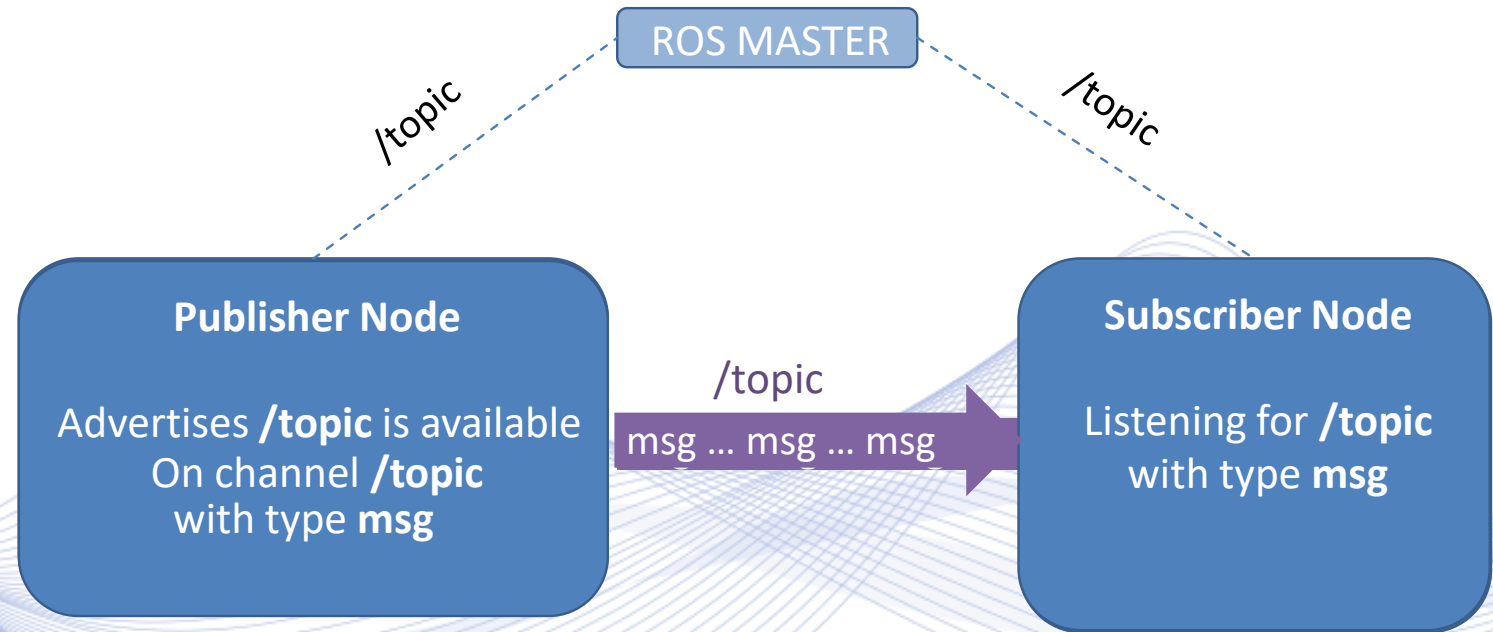 ROS MASTER
/topic
/topic
Publisher Node
Advertises /topic is available
On channel /topic
with type msg
/topic
msg ... msg ... msg
Subscriber Node
Listening for /topic
with type msg